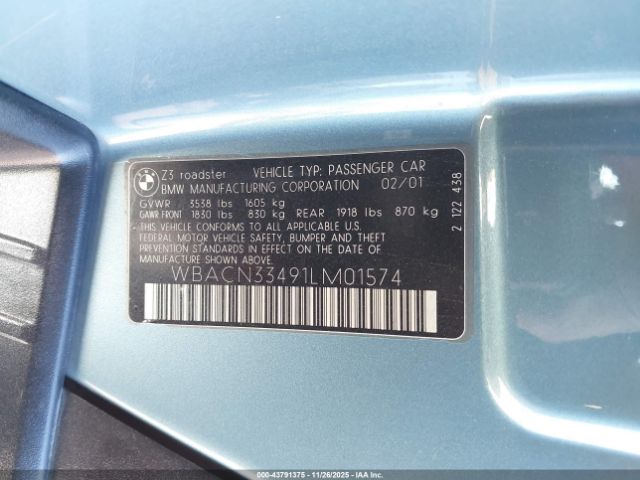 BMW
Z3 roadster VEHICLE TYP: PASSENGER CAR
BMW MANUFACTURING CORPORATION 02/01
GVWR 3538 lbs 1605 kg
GAWR FRONT 1830 lbs 830 kg REAR 1918 lbs 870 kg
THIS VEHICLE CONFORMS TO ALL APPLICABLE U.S.
FEDERAL MOTOR VEHICLE SAFETY, BUMPER AND THEFT
PREVENTION STANDARDS IN EFFECT ON THE DATE OF
MANUFACTURE SHOWN ABOVE.
WBACN33491LM01574
2 122 438
000-43791375 | 11/26/2025 | IAAI.COM